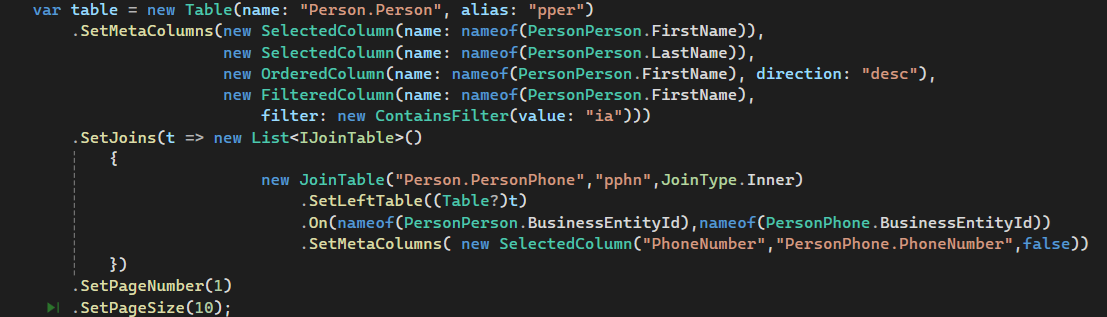 var table = new Table(name: "Person.Person", alias: "pper")
.SetMetaColumns(new SelectedColumn(name: nameof(PersonPerson.FirstName)),
new SelectedColumn(name: nameof(PersonPerson.LastName)),
new OrderedColumn(name: nameof(PersonPerson.FirstName), direction: "desc"),
new FilteredColumn(name: nameof(PersonPerson.FirstName),
filter: new ContainsFilter(value: "ia")))
.SetJoins(t => new List<IJoinTable>()
{
new JoinTable("Person.PersonPhone","pphn",JoinType.Inner)
.SetLeftTable((Table?)t)
.On(nameof(PersonPerson.BusinessEntityId),nameof(PersonPhone.BusinessEntityId))
.SetMetaColumns( new SelectedColumn("PhoneNumber","PersonPhone.PhoneNumber",false))
})
.SetPageNumber(1)
.SetPageSize(10);